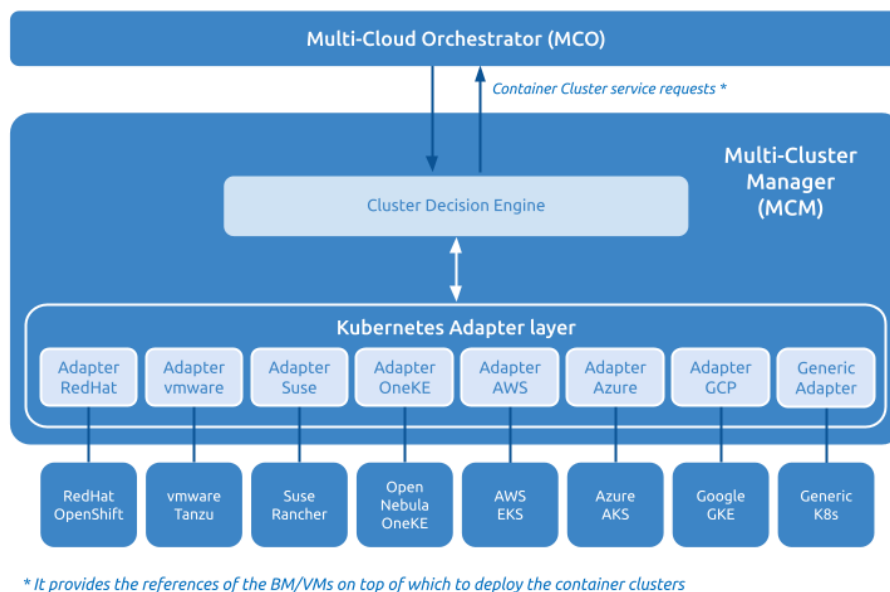 Multi-Cloud Orchestrator (MCO)
Container Cluster service requests *
Multi-Cluster
Manager
(MCM)
Cluster Decision Engine
Kubernetes Adapter layer
Adapter
RedHat
Adapter
vmware
Adapter
Suse
Adapter
OneKE
Adapter
AWS
Adapter
Azure
Adapter
GCP
Generic
Adapter
RedHat
OpenShift
vmware
Tanzu
Suse
Rancher
Open
Nebula
OneKE
AWS
EKS
Azure
AKS
Google
GKE
Generic
K8s
* It provides the references of the BM/VMs on top of which to deploy the container clusters